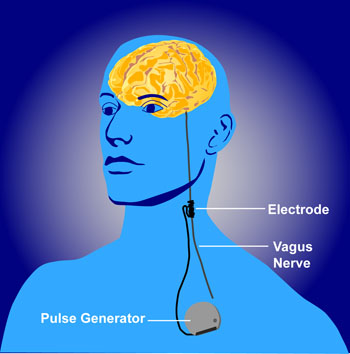 Electrode
Vagus
Nerve
Pulse Generator